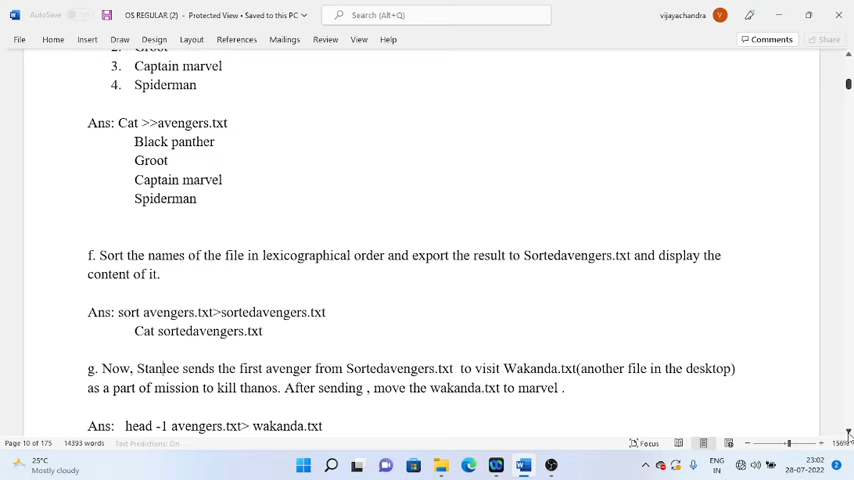 AutoSave
Off
OS REGULAR (2) - Protected View • Saved to this PC
Search (Alt+Q)
vijayachandra
V
File Home Insert Draw Design Layout References Mailings Review View Help
Comments
Share
2. Groot
3. Captain marvel
4. Spiderman
Ans: Cat >>avengers.txt
Black panther
Groot
Captain marvel
Spiderman
f. Sort the names of the file in lexicographical order and export the result to Sortedavengers.txt and display the
content of it.
Ans: sort avengers.txt>sortedavengers.txt
Cat sortedavengers.txt
g. Now, Stanlee sends the first avenger from Sortedavengers.txt to visit Wakanda.txt(another file in the desktop)
as a part of mission to kill thanos. After sending , move the wakanda.txt to marvel .
Ans: head -1 avengers.txt> wakanda.txt
Page 10 of 175 14393 words Text Predictions: On
Focus
156%
25°C
Mostly cloudy
ENG
IN
23:02
28-07-2022
2